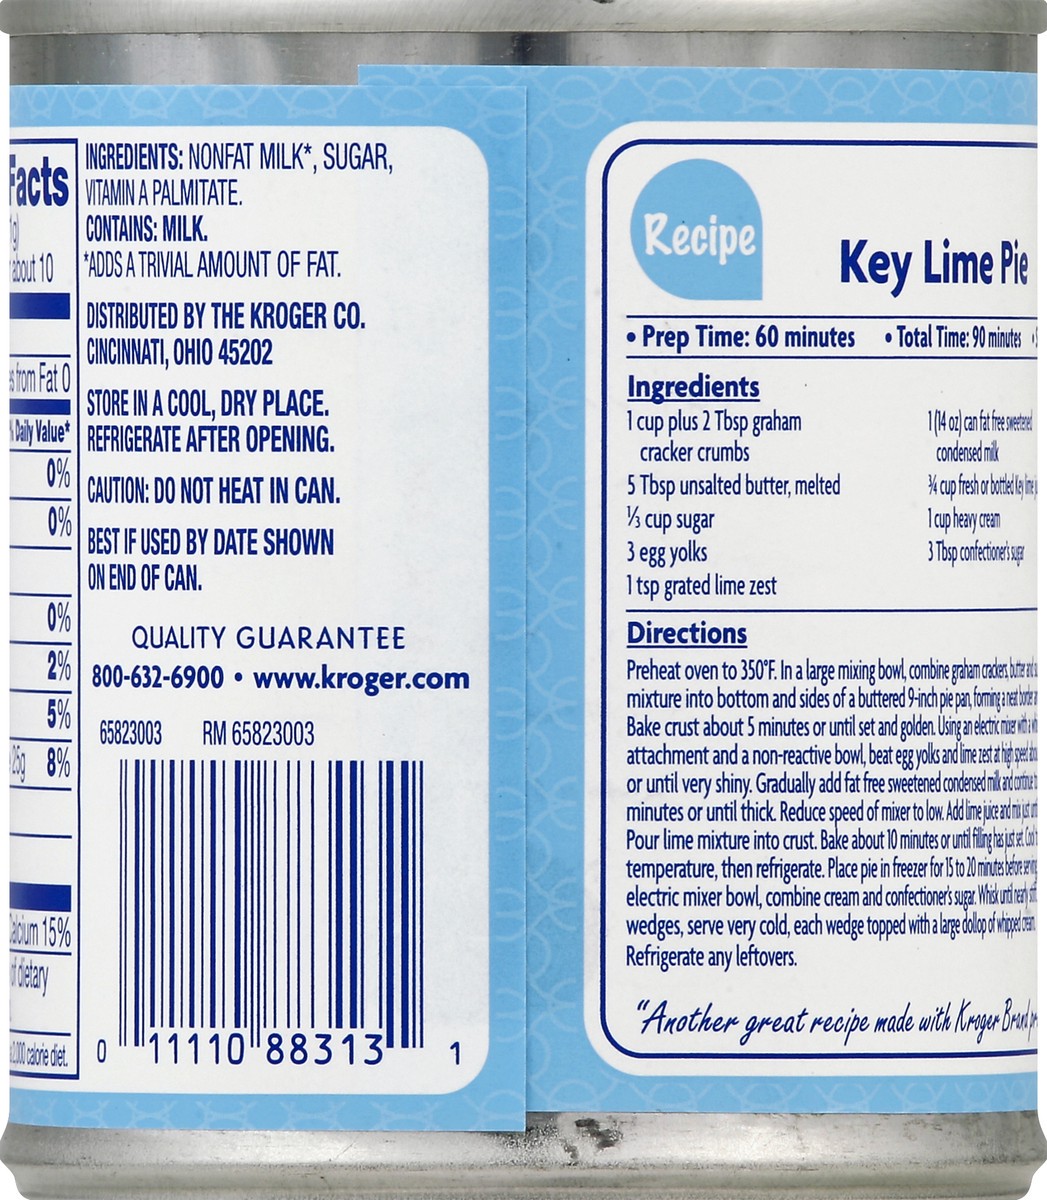 Facts
about 10
from Fat 0
% Daily Value*
0%
0%
0%
2%
5%
25g 8%
Calcium 15%
of dietary
2,000 calorie diet.
INGREDIENTS: NONFAT MILK*, SUGAR,
VITAMIN A PALMITATE.
CONTAINS: MILK.
*ADDS A TRIVIAL AMOUNT OF FAT.
DISTRIBUTED BY THE KROGER CO.
CINCINNATI, OHIO 45202
STORE IN A COOL, DRY PLACE.
REFRIGERATE AFTER OPENING.
CAUTION: DO NOT HEAT IN CAN.
BEST IF USED BY DATE SHOWN
ON END OF CAN.
QUALITY GUARANTEE
800-632-6900 • www.kroger.com
65823003 RM 65823003
0 11110 88313 1
Recipe
Key Lime Pie
• Prep Time: 60 minutes • Total Time: 90 minutes •
Ingredients
1 cup plus 2 Tbsp graham
cracker crumbs
5 Tbsp unsalted butter, melted
⅓ cup sugar
3 egg yolks
1 tsp grated lime zest
1 (14 oz) can fat free sweetened
condensed milk
¾ cup fresh or bottled Key lime
1 cup heavy cream
3 Tbsp confectioner's sugar
Directions
Preheat oven to 350°F. In a large mixing bowl, combine graham crackers, butter and
mixture into bottom and sides of a buttered 9-inch pie pan, forming a neat border
Bake crust about 5 minutes or until set and golden. Using an electric mixer with a
attachment and a non-reactive bowl, beat egg yolks and lime zest at high speed
or until very shiny. Gradually add fat free sweetened condensed milk and continue
minutes or until thick. Reduce speed of mixer to low. Add lime juice and mix just
Pour lime mixture into crust. Bake about 10 minutes or until filling has just set. Cool
temperature, then refrigerate. Place pie in freezer for 15 to 20 minutes before
electric mixer bowl, combine cream and confectioner's sugar. Whisk until nearly
wedges, serve very cold, each wedge topped with a large dollop of whipped cream.
Refrigerate any leftovers.
"Another great recipe made with Kroger Brand